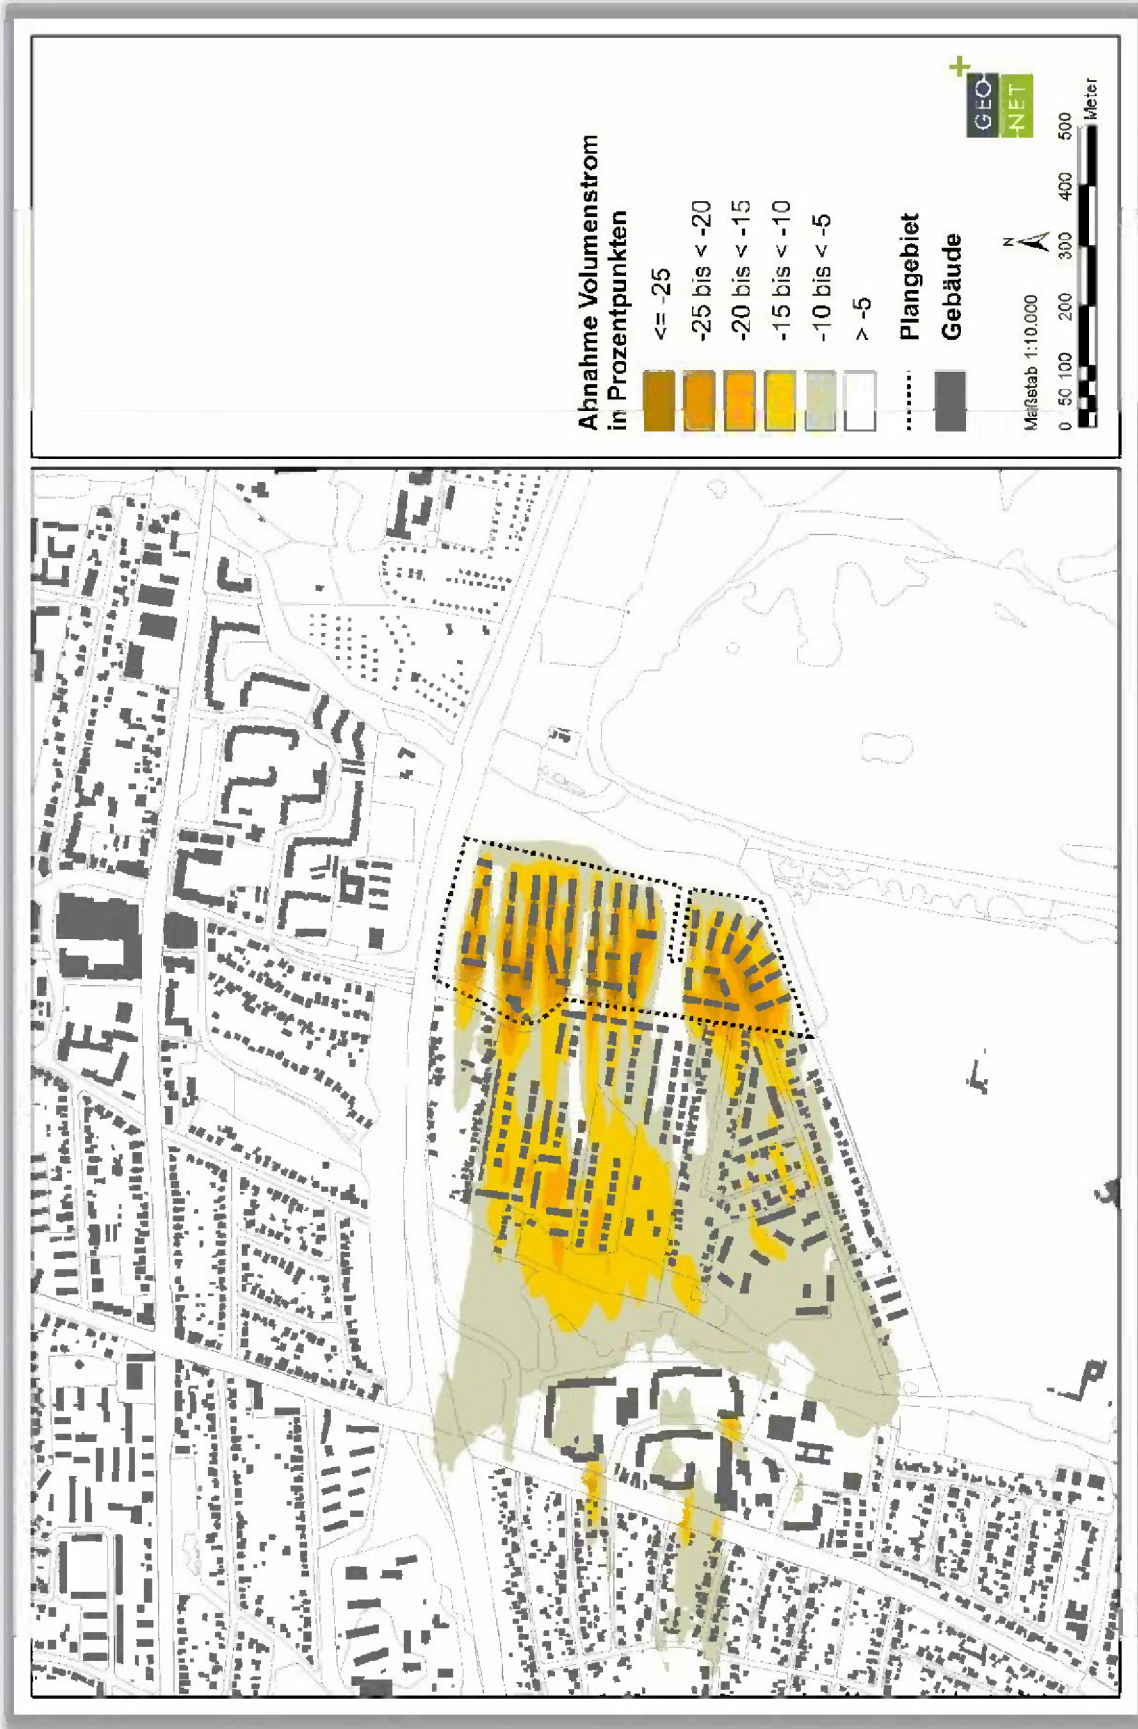 Abnahme Volumenstrom
in Prozentpunkten
<= -25
-25 bis < -20
-20 bis < -15
-15 bis < -10
-10 bis < -5
> -5
Plangebiet
Gebäude
N
Maßstab 1:10.000
0 50 100 200 300 400 500
Meter
GEO
NET